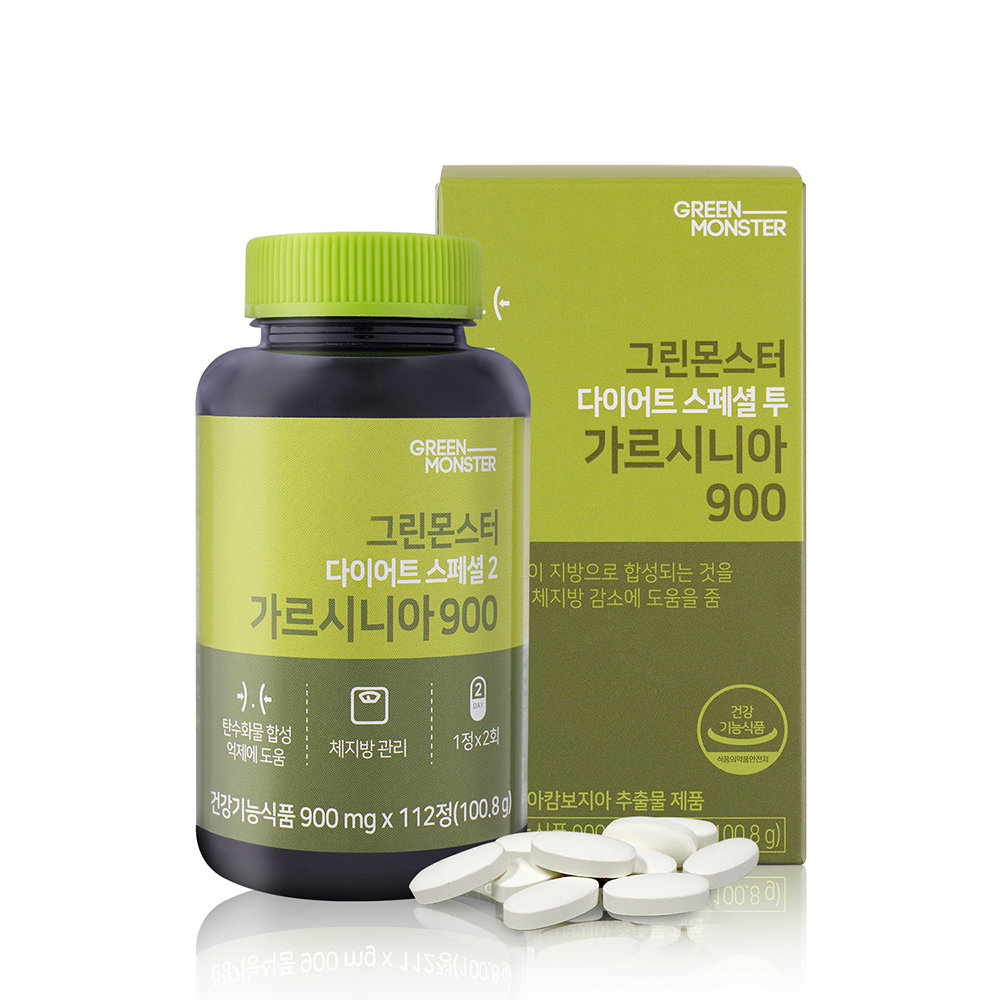 GREEN
MONSTER
그린몬스터
다이어트 스페셜 2
가르시니아 900
탄수화물 합성
억제에 도움
체지방 관리
2
DAY
1정x2회
건강기능식품 900 mg x 112정(100.8 g)
GREEN
MONSTER
그린몬스터
다이어트 스페셜 투
가르시니아
900
이 지방으로 합성되는 것을
체지방 감소에 도움을 줌
건강
기능식품
식품의약품안전처
아캄보지아 추출물 제품
100.8 g)